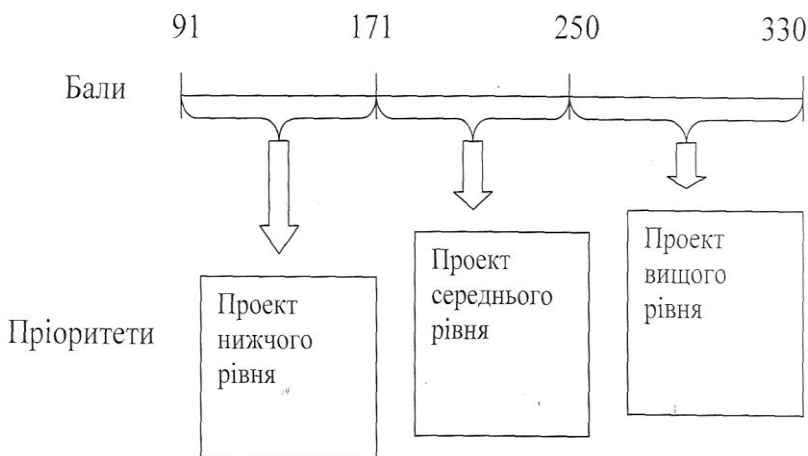 91 171 250 330
Бали
Проект
нижчого
рівня
Проект
середнього
рівня
Проект
вищого
рівня
Пріоритети